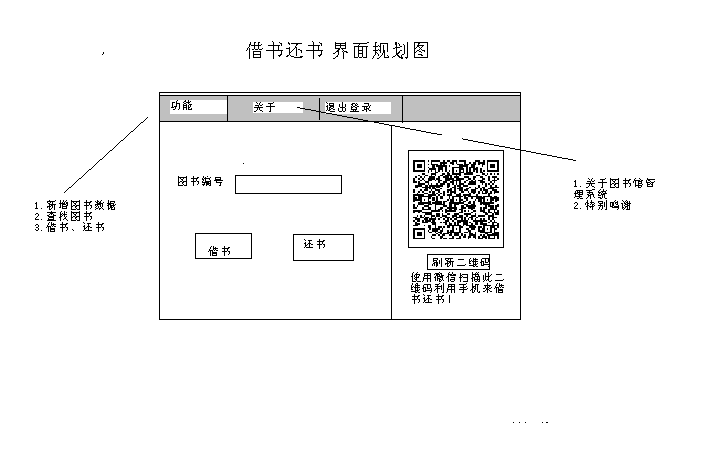 借书还书 界面规划图
功能
关于
退出登录
图书编号
借书
还书
刷新二维码
使用微信扫描此二
维码利用手机来借
书还书!
1.新增图书数据
2.查找图书
3.借书、还书
1.关于图书馆管
理系统
2.特别鸣谢